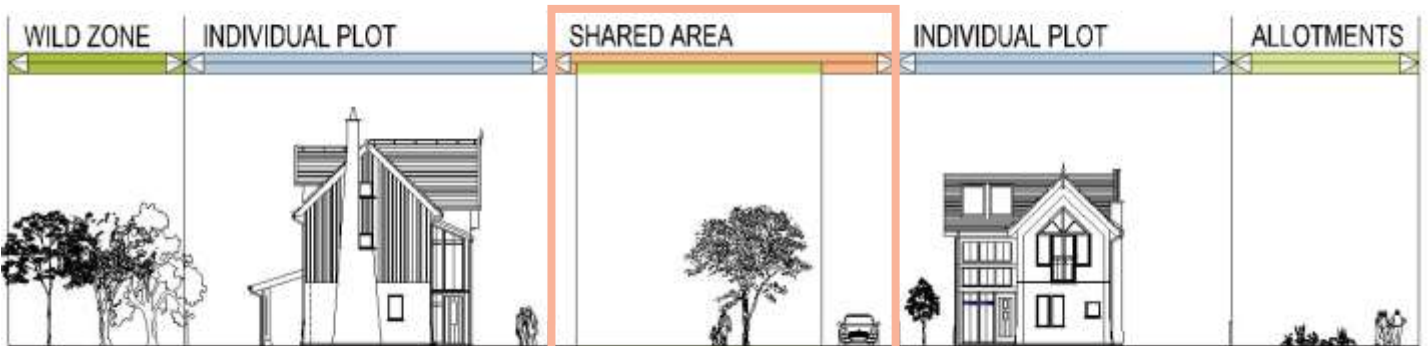 WILD ZONE
INDIVIDUAL PLOT
SHARED AREA
INDIVIDUAL PLOT
ALLOTMENTS